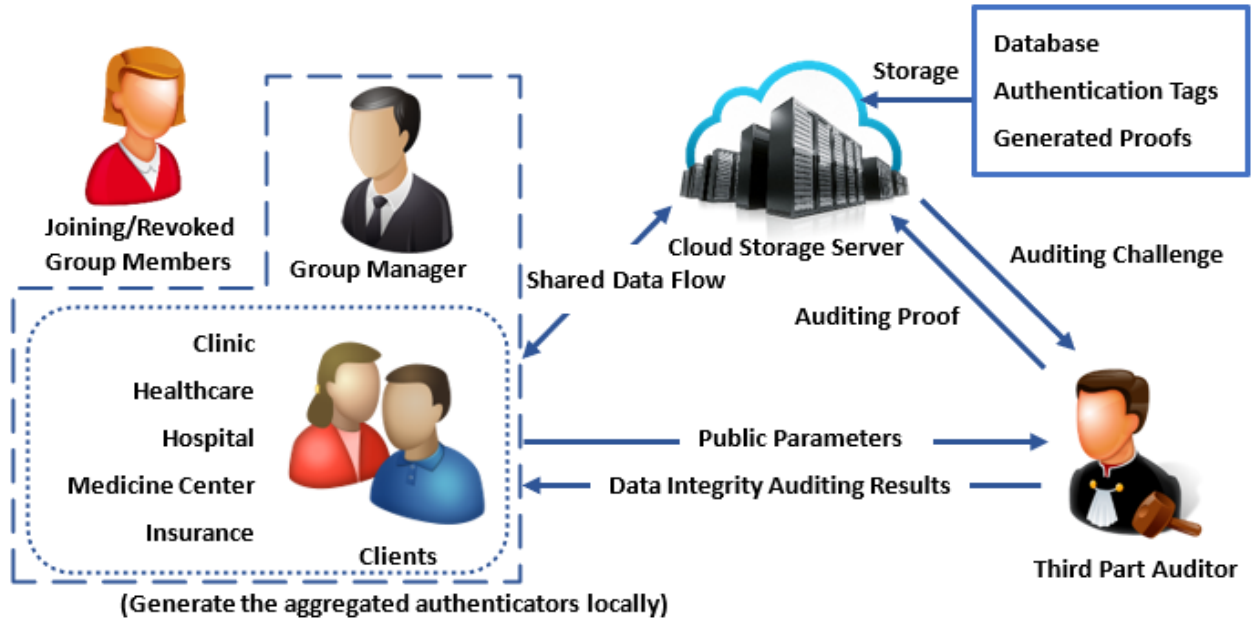 Database
Storage
Authentication Tags
Generated Proofs
Joining/Revoked
Group Members
Group Manager
Cloud Storage Server
Auditing Challenge
Shared Data Flow
Auditing Proof
Clinic
Healthcare
Hospital
Medicine Center
Insurance
Clients
Public Parameters
Data Integrity Auditing Results
Third Part Auditor
(Generate the aggregated authenticators locally)